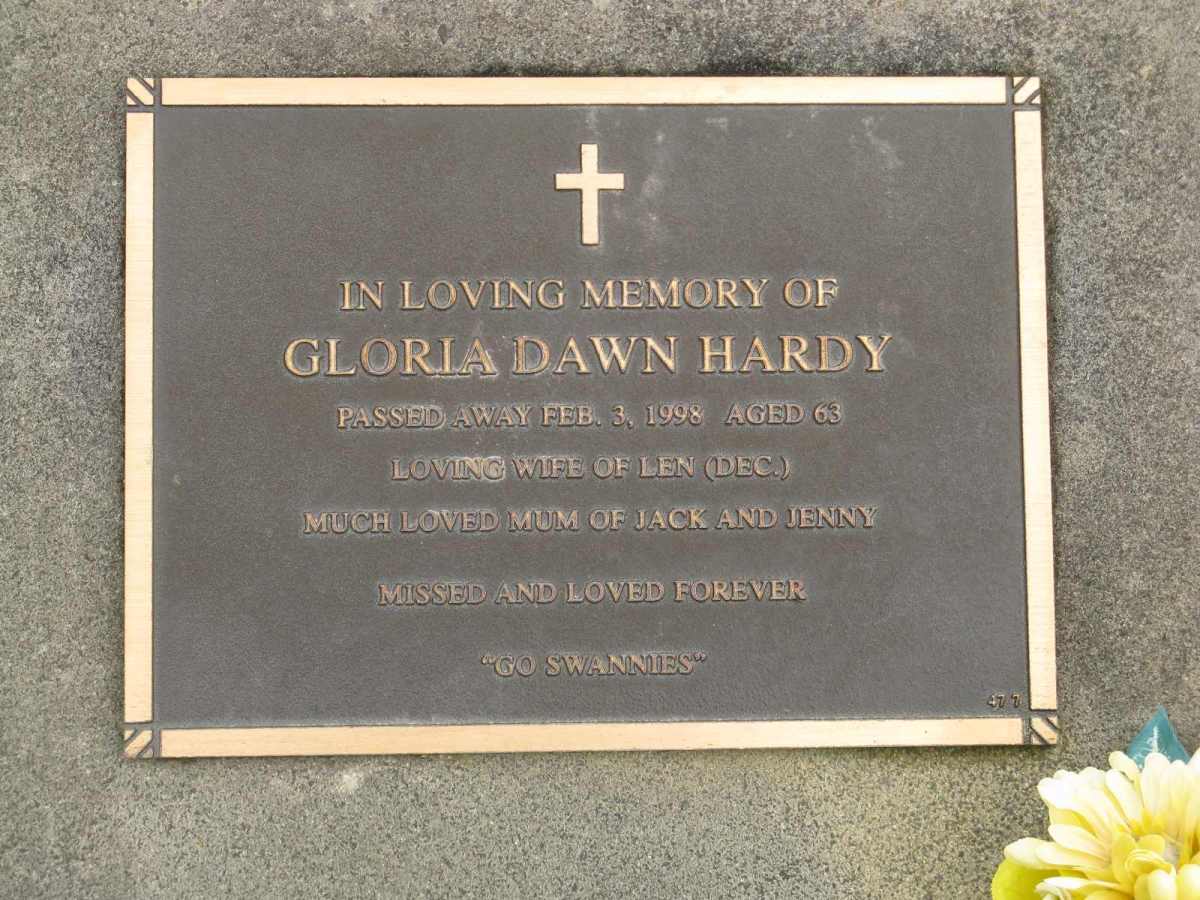 IN LOVING MEMORY OF
GLORIA DAWN HARDY
PASSED AWAY FEB. 3, 1998 AGED 63
LOVING WIFE OF LEN (DEC.)
MUCH LOVED MUM OF JACK AND JENNY
MISSED AND LOVED FOREVER
“GO SWANNIES”
47 7